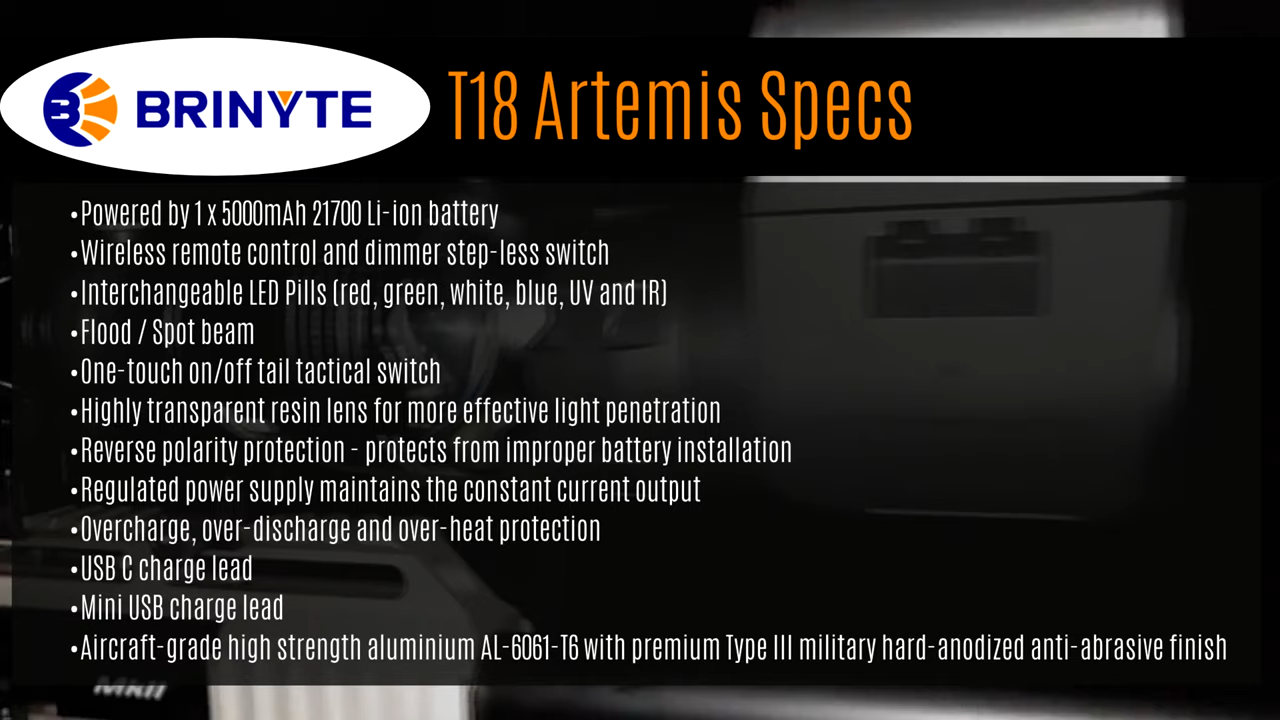 BRINYTE
T18 Artemis Specs
•Powered by 1 x 5000mAh 21700 Li-ion battery
•Wireless remote control and dimmer step-less switch
•Interchangeable LED Pills (red, green, white, blue, UV and IR)
•Flood / Spot beam
•One-touch on/off tail tactical switch
•Highly transparent resin lens for more effective light penetration
•Reverse polarity protection - protects from improper battery installation
•Regulated power supply maintains the constant current output
•Overcharge, over-discharge and over-heat protection
•USB C charge lead
•Mini USB charge lead
•Aircraft-grade high strength aluminium AL-6061-T6 with premium Type III military hard-anodized anti-abrasive finish
MKII